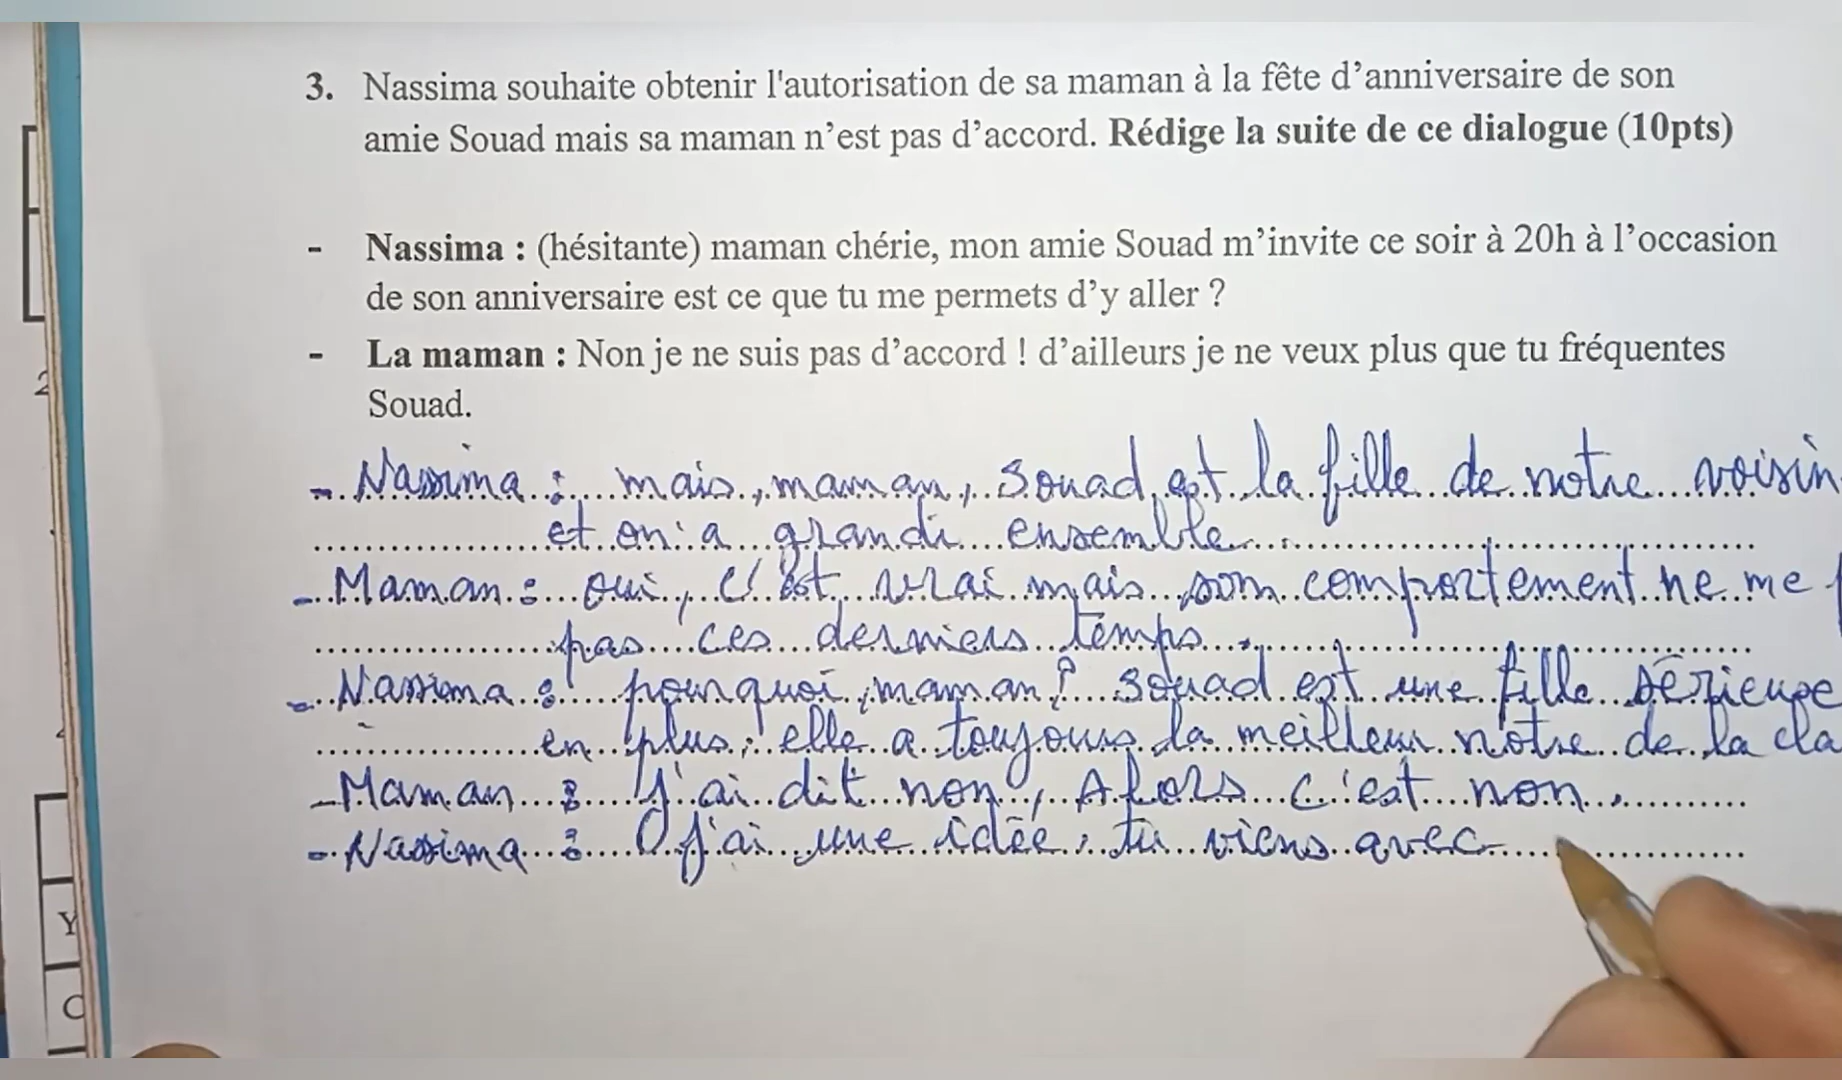 3. Nassima souhaite obtenir l'autorisation de sa maman à la fête d'anniversaire de son
amie Souad mais sa maman n'est pas d'accord. Rédige la suite de ce dialogue (10pts)
- Nassima : (hésitante) maman chérie, mon amie Souad m'invite ce soir à 20h à l'occasion
de son anniversaire est ce que tu me permets d'y aller ?
- La maman : Non je ne suis pas d'accord ! d'ailleurs je ne veux plus que tu fréquentes
Souad.
- Nassima : mais, maman, Souad est la fille de notre voisin
et on a grandi ensemble.
- Maman : oui, c'est vrai mais son comportement ne me
pas ces derniers temps.
- Nassima : pourquoi, maman ? Souad est une fille sérieuse
en plus, elle a toujours la meilleur note de la cla
- Maman : J'ai dit non, Alors c'est non.
- Nassima : O j'ai une idée, tu viens avec
2
Y
C